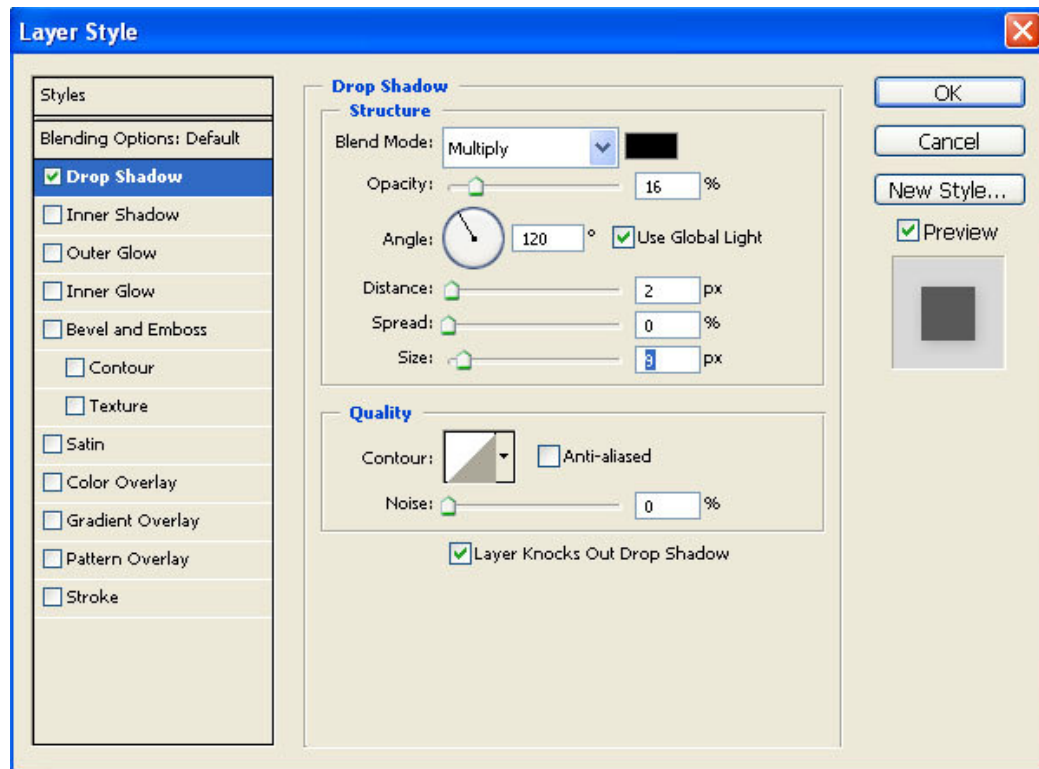 Layer Style
Styles
Blending Options: Default
Drop Shadow
Inner Shadow
Outer Glow
Inner Glow
Bevel and Emboss
Contour
Texture
Satin
Color Overlay
Gradient Overlay
Pattern Overlay
Stroke
Drop Shadow
Structure
Blend Mode: Multiply
Opacity: 16 %
Angle: 120 ° Use Global Light
Distance: 2 px
Spread: 0 %
Size: 9 px
Quality
Contour: Anti-aliased
Noise: 0 %
Layer Knocks Out Drop Shadow
OK
Cancel
New Style...
Preview